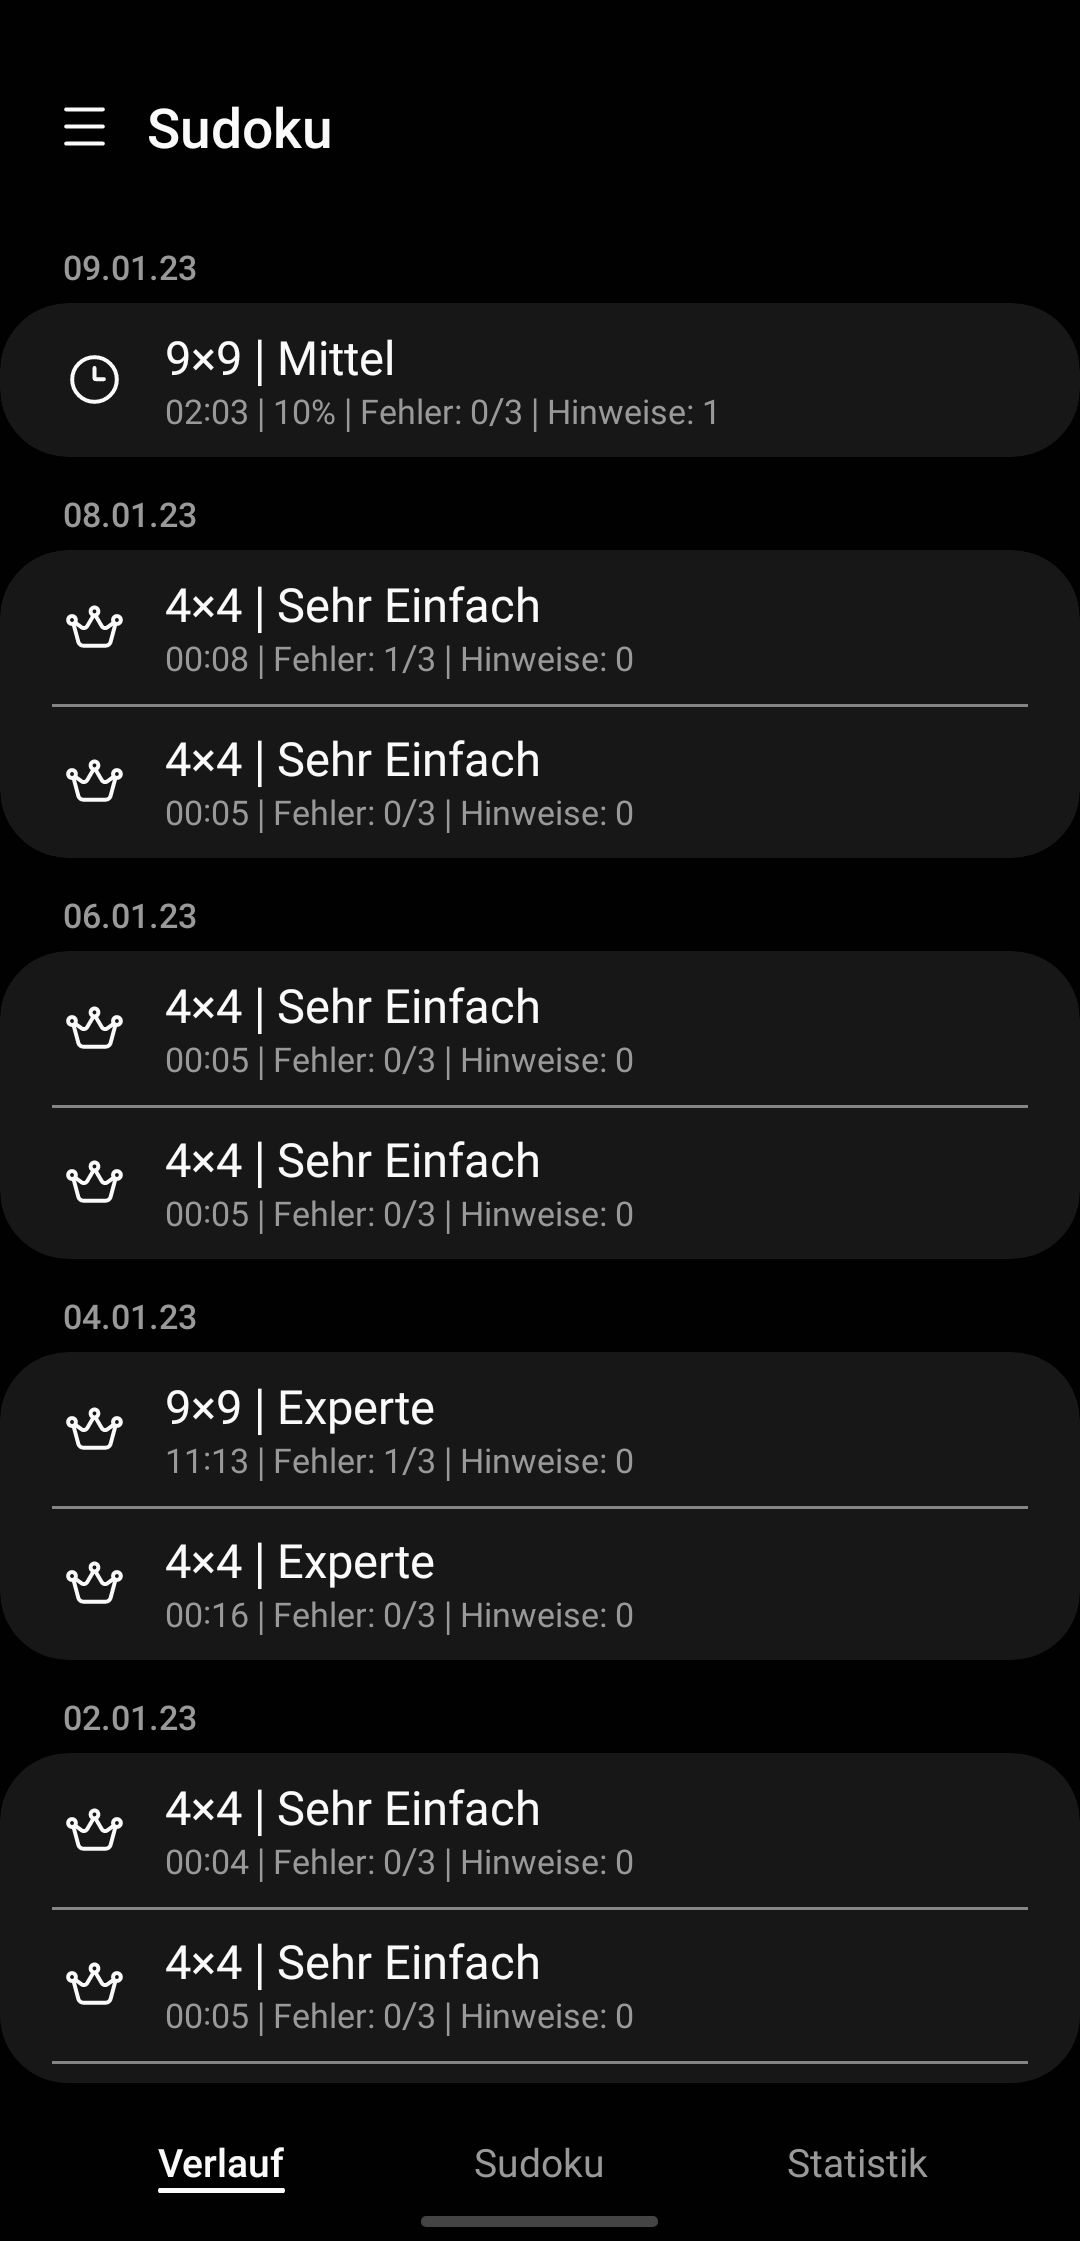 Sudoku
09.01.23
9×9 | Mittel
02:03 | 10% | Fehler: 0/3 | Hinweise: 1
08.01.23
4×4 | Sehr Einfach
00:08 | Fehler: 1/3 | Hinweise: 0
4×4 | Sehr Einfach
00:05 | Fehler: 0/3 | Hinweise: 0
06.01.23
4×4 | Sehr Einfach
00:05 | Fehler: 0/3 | Hinweise: 0
4×4 | Sehr Einfach
00:05 | Fehler: 0/3 | Hinweise: 0
04.01.23
9×9 | Experte
11:13 | Fehler: 1/3 | Hinweise: 0
4×4 | Experte
00:16 | Fehler: 0/3 | Hinweise: 0
02.01.23
4×4 | Sehr Einfach
00:04 | Fehler: 0/3 | Hinweise: 0
4×4 | Sehr Einfach
00:05 | Fehler: 0/3 | Hinweise: 0
Verlauf Sudoku Statistik